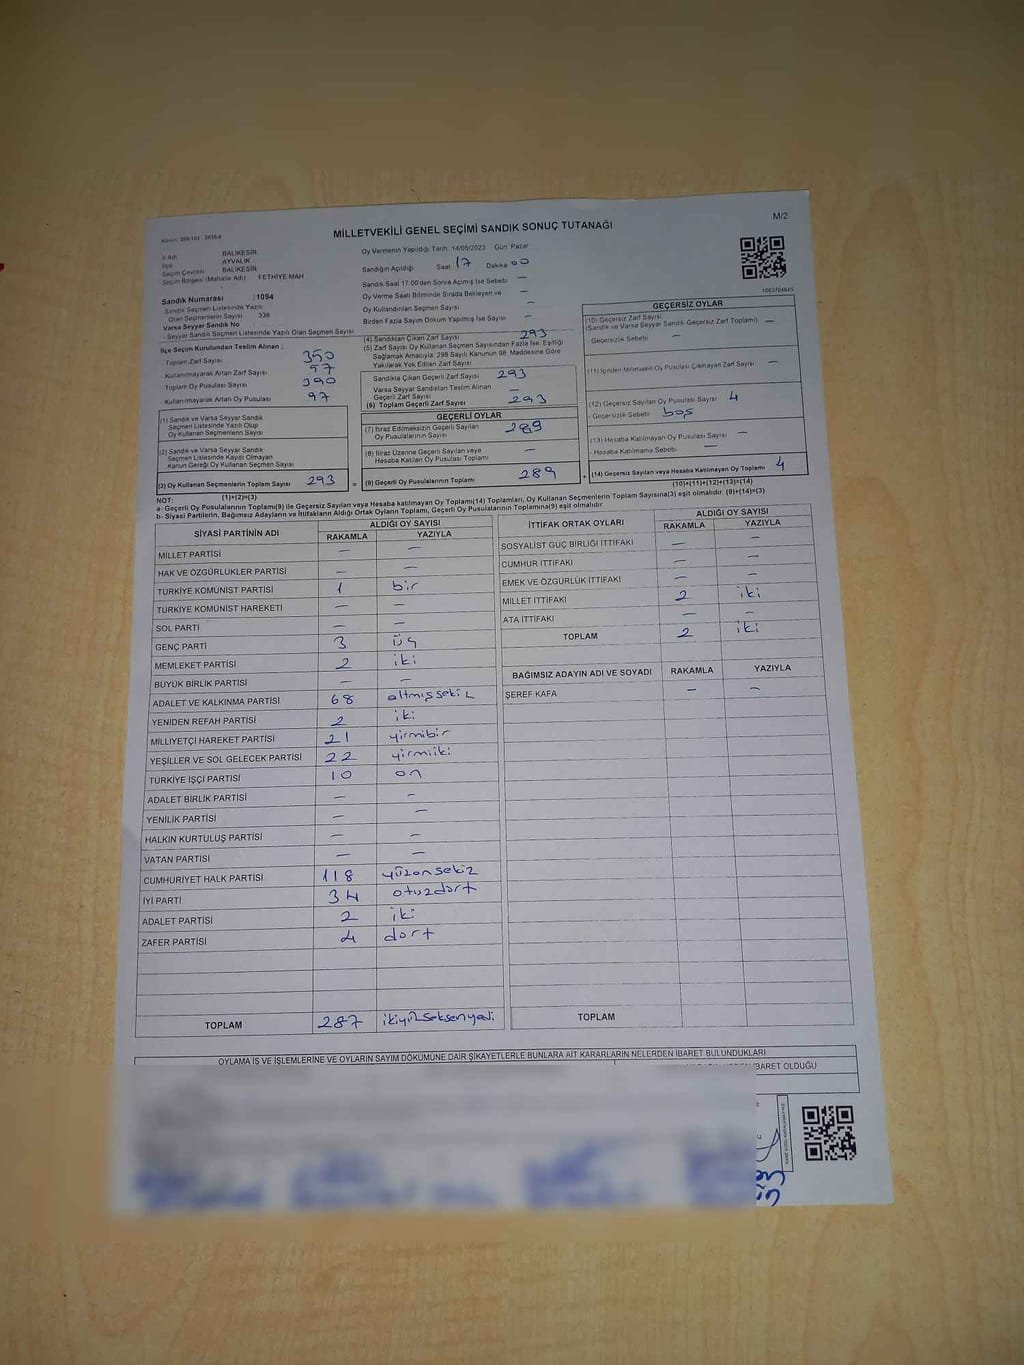 M/2
MİLLETVEKİLİ GENEL SEÇİMİ SANDIK SONUÇ TUTANAĞI
İl Adı BALIKESİR
İlçe AYVALIK
Seçim Çevresi BALIKESİR
Seçim Bölgesi (Mahalle Adı) FETHİYE MAH
Sandık Numarası :1094
Sandık Seçmen Listesinde Yazılı
Olan Seçmenlerin Sayısı 338
Varsa Seyyar Sandık No
- Seyyar Sandık Seçmen Listesinde Yazılı Olan Seçmen Sayısı
Oy Vermenin Yapıldığı Tarih: 14/05/2023 Gün: Pazar
Sandığın Açıldığı Saat 17 Dakika 00
Sandık Saat 17.00'den Sonra Açılmış İse Sebebi —
Oy Verme Saati Bitiminde Sırada Bekleyen ve —
Oy Kullandırılan Seçmen Sayısı —
Birden Fazla Sayım Döküm Yapılmış İse Sayısı —
1083704845
İlçe Seçim Kurulundan Teslim Alınan ;
- Toplam Zarf Sayısı : 350
- Kullanılmayarak Artan Zarf Sayısı : 97
- Toplam Oy Pusulası Sayısı : 390
- Kullanılmayarak Artan Oy Pusulası : 97
(1) Sandık ve Varsa Seyyar Sandık
Seçmen Listesinde Yazılı Olup
Oy Kullanan Seçmenlerin Sayısı
(2) Sandık ve Varsa Seyyar Sandık
Seçmen Listesinde Kaydı Olmayan
Kanun Gereği Oy Kullanan Seçmen Sayısı
(3) Oy Kullanan Seçmenlerin Toplam Sayısı 293
(1)+(2)=(3)
(4) Sandıktan Çıkan Zarf Sayısı 293
(5) Zarf Sayısı Oy Kullanan Seçmen Sayısından Fazla İse, Eşitliği
Sağlamak Amacıyla 298 Sayılı Kanunun 98. Maddesine Göre
Yakılarak Yok Edilen Zarf Sayısı
Sandıkta Çıkan Geçerli Zarf Sayısı 293
Varsa Seyyar Sandıktan Teslim Alınan
Geçerli Zarf Sayısı —
(6) Toplam Geçerli Zarf Sayısı 293
GEÇERLİ OYLAR
(7) İtiraz Edilmeksizin Geçerli Sayılan
Oy Pusulalarının Sayısı 289
(8) İtiraz Üzerine Geçerli Sayılan veya
Hesaba Katılan Oy Pusulası Toplamı —
= (9) Geçerli Oy Pusulalarının Toplamı 289
GEÇERSİZ OYLAR
(10) Geçersiz Zarf Sayısı
(Sandık ve Varsa Seyyar Sandık Geçersiz Zarf Toplamı) —
- Geçersizlik Sebebi : —
(11) İçinden Milletvekili Oy Pusulası Çıkmayan Zarf Sayısı —
(12) Geçersiz Sayılan Oy Pusulası Sayısı 4
- Geçersizlik Sebebi : boş
(13) Hesaba Katılmayan Oy Pusulası Sayısı —
- Hesaba Katılmama Sebebi : —
+ (14) Geçersiz Sayılan veya Hesaba Katılmayan Oy Toplamı 4
(10)+(11)+(12)+(13)=(14)
NOT:
a- Geçerli Oy Pusulalarının Toplamı(9) ile Geçersiz Sayılan veya Hesaba katılmayan Oy Toplamı(14) Toplamları, Oy Kullanan Seçmenlerin Toplam Sayısına(3) eşit olmalıdır. (9)+(14)=(3)
b- Siyasi Partilerin, Bağımsız Adayların ve İttifakların Aldığı Ortak Oyların Toplamı, Geçerli Oy Pusulalarının Toplamına(9) eşit olmalıdır.
SİYASİ PARTİNİN ADI ALDIĞI OY SAYISI
RAKAMLA YAZIYLA
MİLLET PARTİSİ — —
HAK VE ÖZGÜRLÜKLER PARTİSİ — —
TÜRKİYE KOMÜNİST PARTİSİ 1 bir
TÜRKİYE KOMÜNİST HAREKETİ — —
SOL PARTİ — —
GENÇ PARTİ 3 üç
MEMLEKET PARTİSİ 2 iki
BÜYÜK BİRLİK PARTİSİ — —
ADALET VE KALKINMA PARTİSİ 68 altmışsekiz
YENİDEN REFAH PARTİSİ 2 iki
MİLLİYETÇİ HAREKET PARTİSİ 21 yirmibir
YEŞİLLER VE SOL GELECEK PARTİSİ 22 yirmiiki
TÜRKİYE İŞÇİ PARTİSİ 10 on
ADALET BİRLİK PARTİSİ — —
YENİLİK PARTİSİ — —
HALKIN KURTULUŞ PARTİSİ — —
VATAN PARTİSİ — —
CUMHURİYET HALK PARTİSİ 118 yüzonsekiz
İYİ PARTİ 34 otuzdört
ADALET PARTİSİ 2 iki
ZAFER PARTİSİ 4 dört
TOPLAM 287 ikiyüzseksenyedi
İTTİFAK ORTAK OYLARI ALDIĞI OY SAYISI
RAKAMLA YAZIYLA
SOSYALİST GÜÇ BİRLİĞİ İTTİFAKI — —
CUMHUR İTTİFAKI — —
EMEK VE ÖZGÜRLÜK İTTİFAKI — —
MİLLET İTTİFAKI 2 iki
ATA İTTİFAKI — —
TOPLAM 2 iki
BAĞIMSIZ ADAYIN ADI VE SOYADI RAKAMLA YAZIYLA
ŞEREF KAFA — —
TOPLAM
OYLAMA İŞ VE İŞLEMLERİNE VE OYLARIN SAYIM DÖKÜMÜNE DAİR ŞİKAYETLERLE BUNLARA AİT KARARLARIN NELERDEN İBARET BULUNDUKLARI
İBARET OLDUĞU